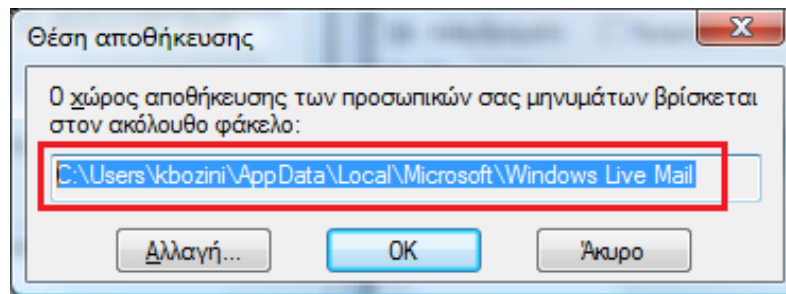 Θέση αποθήκευσης
Ο χώρος αποθήκευσης των προσωπικών σας μηνυμάτων βρίσκεται
στον ακόλουθο φάκελο:
C:\Users\kbozini\AppData\Local\Microsoft\Windows Live Mail
Αλλαγή...
OK
Άκυρο